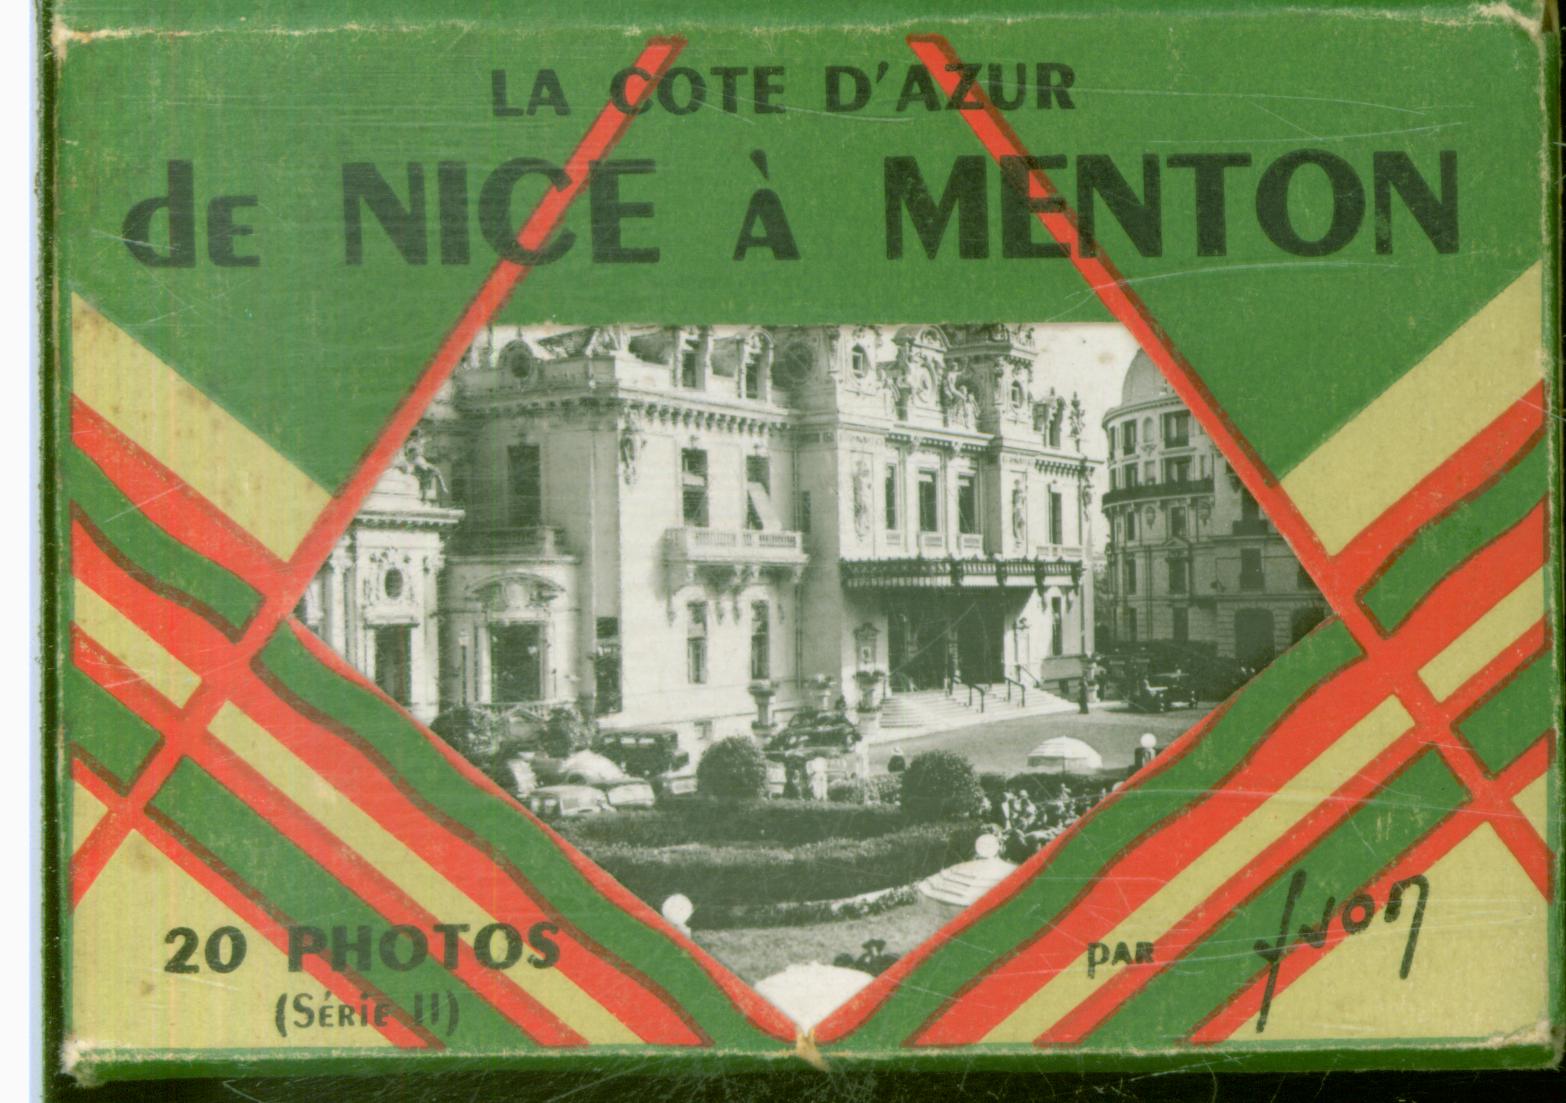 LA COTE D'AZUR
de NICE À MENTON
20 PHOTOS
(Série II)
PAR Yvon